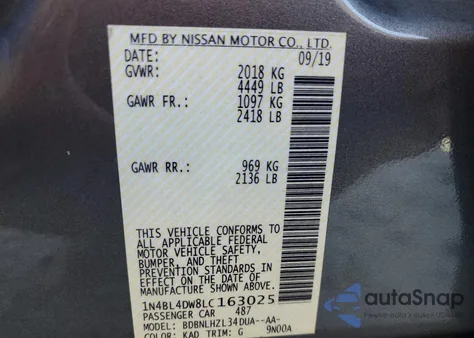 MFD BY NISSAN MOTOR CO., LTD.
DATE: 09/19
GVWR: 2018 KG
4449 LB
GAWR FR.: 1097 KG
2418 LB
GAWR RR.: 969 KG
2136 LB
THIS VEHICLE CONFORMS TO
ALL APPLICABLE FEDERAL
MOTOR VEHICLE SAFETY,
BUMPER, AND THEFT
PREVENTION STANDARDS IN
EFFECT ON THE DATE OF
MANUFACTURE SHOWN ABOVE.
1N4BL4DW8LC163025
PASSENGER CAR 487
MODEL: BDBNLHZL34DUA--AA-
COLOR: KAD TRIM: G 9N00A
autoSnap